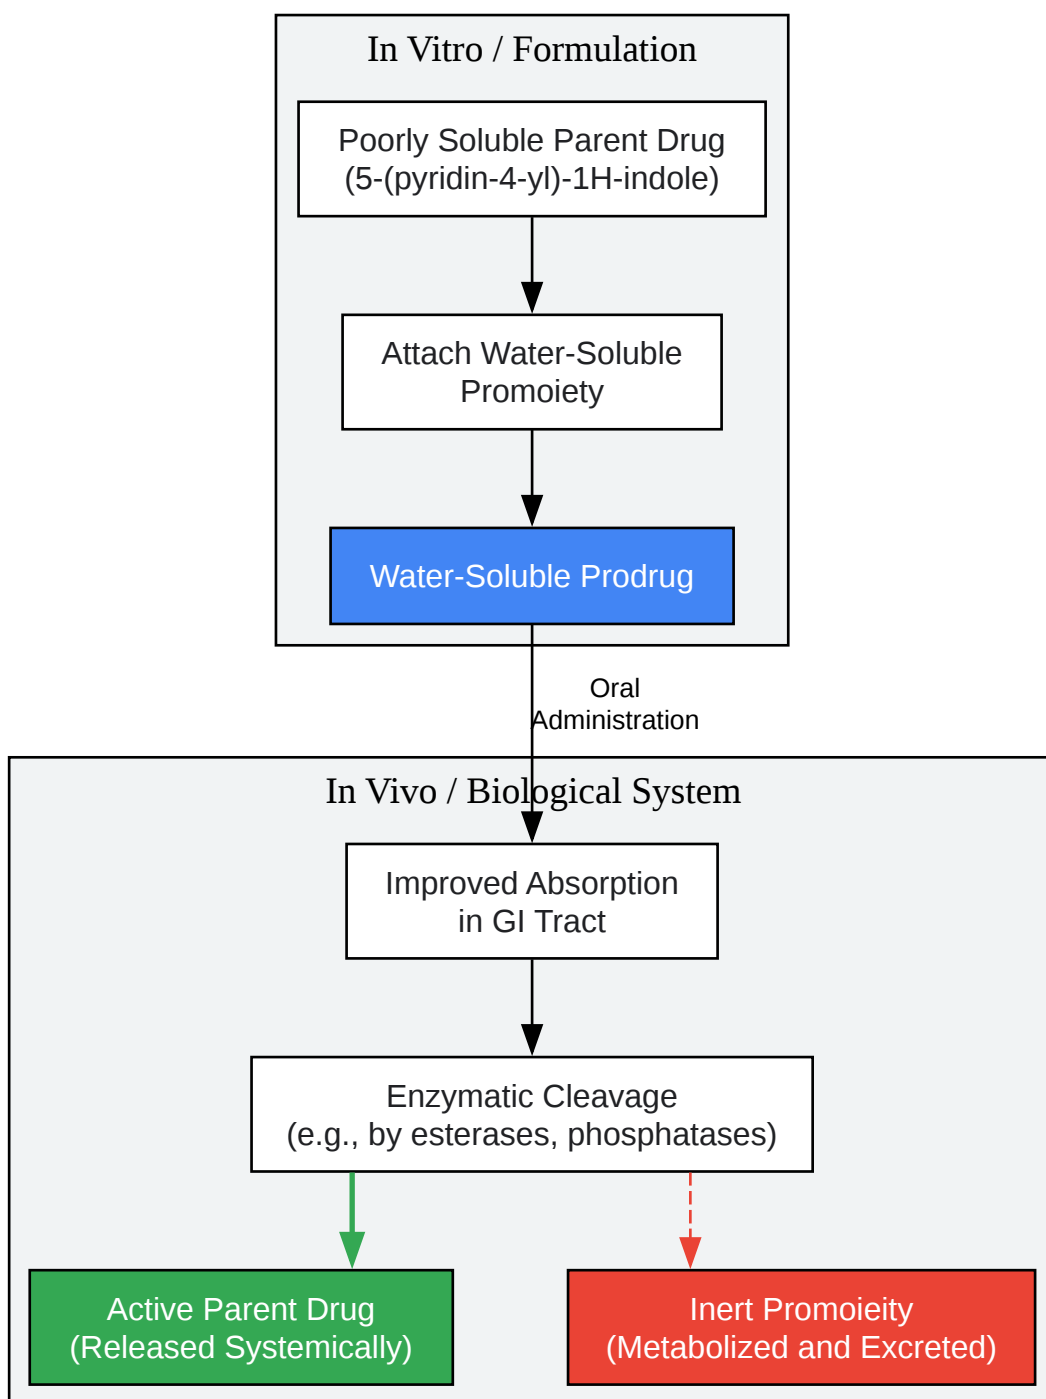 In Vitro / Formulation
Poorly Soluble Parent Drug
(5-(pyridin-4-yl)-1H-indole)
Attach Water-Soluble
Promoiety
Water-Soluble Prodrug
Oral
Administration
In Vivo / Biological System
Improved Absorption
in GI Tract
Enzymatic Cleavage
(e.g., by esterases, phosphatases)
Active Parent Drug
(Released Systemically)
Inert Promoieity
(Metabolized and Excreted)